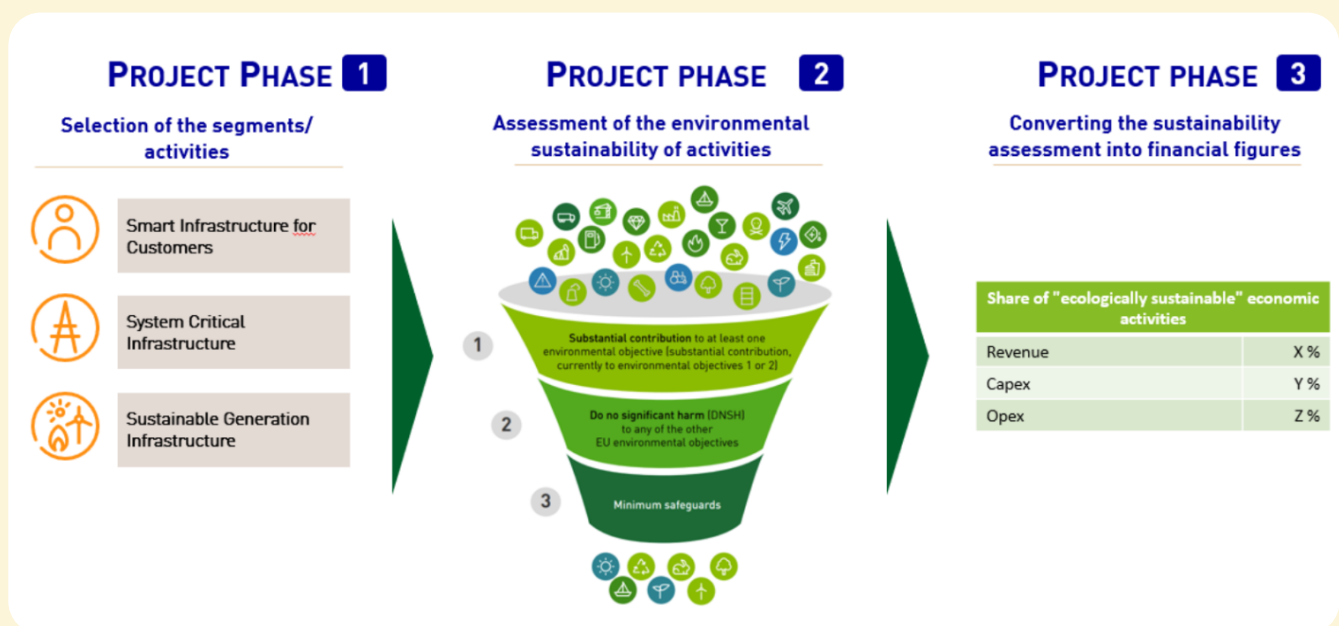 PROJECT PHASE 1
Selection of the segments/
activities
Smart Infrastructure for
Customers
System Critical
Infrastructure
Sustainable Generation
Infrastructure
PROJECT PHASE 2
Assessment of the environmental
sustainability of activities
1
Substantial contribution to at least one
environmental objective (substantial contribution,
currently to environmental objectives 1 or 2)
2
Do no significant harm (DNSH)
to any of the other
EU environmental objectives
3
Minimum safeguards
PROJECT PHASE 3
Converting the sustainability
assessment into financial figures
Share of "ecologically sustainable" economic
activities
Revenue X %
Capex Y %
Opex Z %